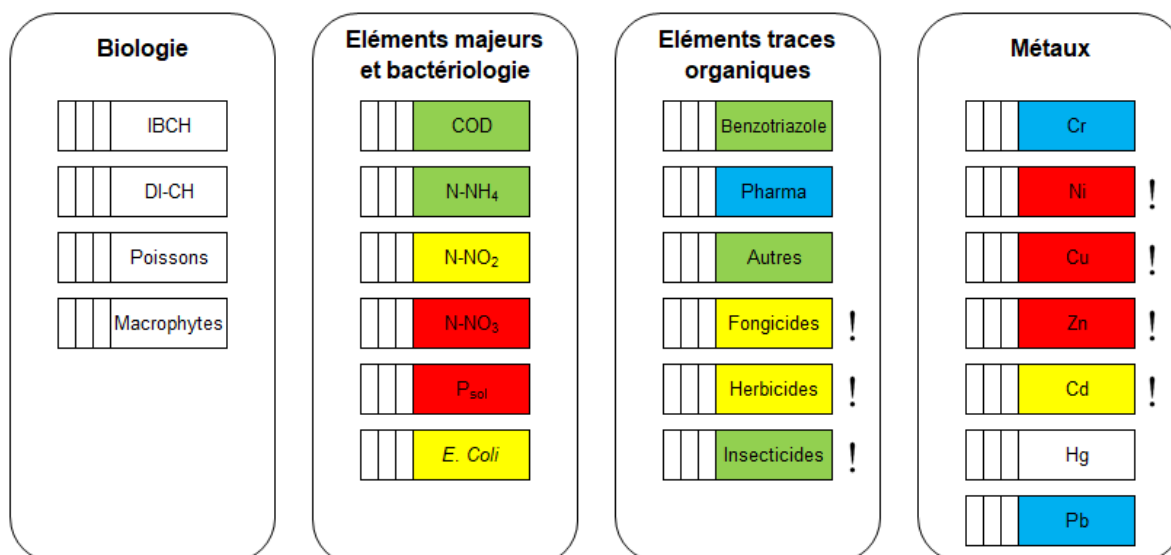 Biologie
IBCH
DI-CH
Poissons
Macrophytes
Eléments majeurs
et bactériologie
COD
N-NH₄
N-NO₂
N-NO₃
Pₛₒₗ
E. Coli
Eléments traces
organiques
Benzotriazole
Pharma
Autres
Fongicides !
Herbicides !
Insecticides !
Métaux
Cr
Ni !
Cu !
Zn !
Cd !
Hg
Pb